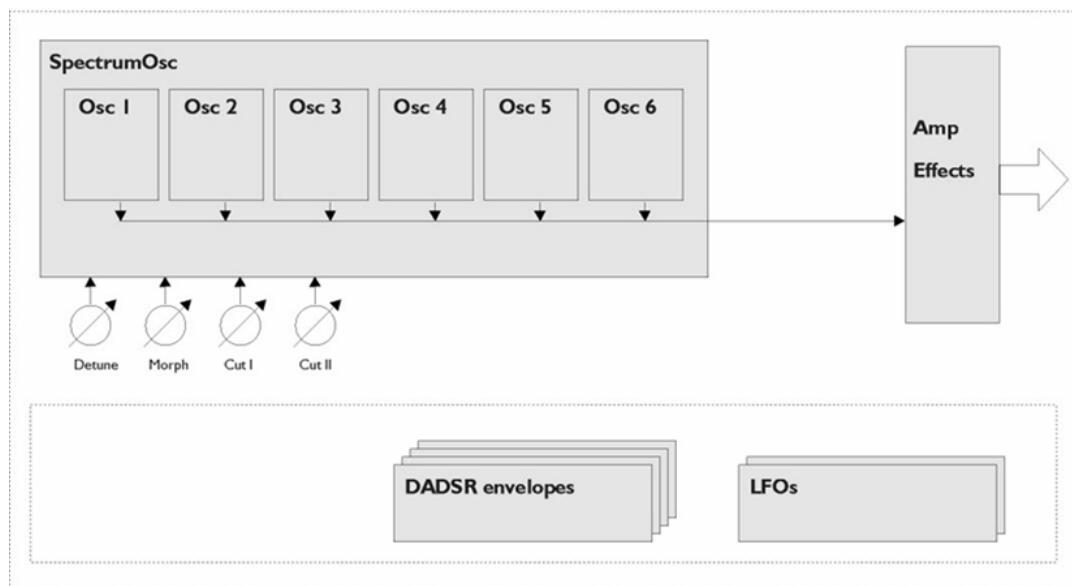 SpectrumOsc
Osc 1
Osc 2
Osc 3
Osc 4
Osc 5
Osc 6
Amp
Effects
Detune
Morph
Cut I
Cut II
DADSR envelopes
LFOs